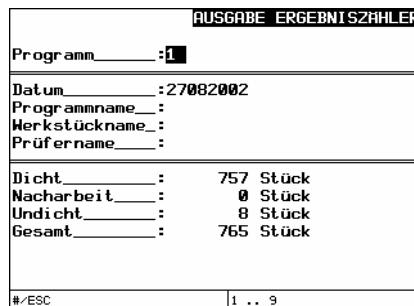 AUSGABE ERGEBNISZÄHLER
Programm______:1
Datum_________:27082002
Programmname__:
Werkstückname_:
Prüfername____:
Dicht_________: 757 Stück
Nacharbeit____: 0 Stück
Undicht_______: 8 Stück
Gesamt________: 765 Stück
#/ESC 1 .. 9